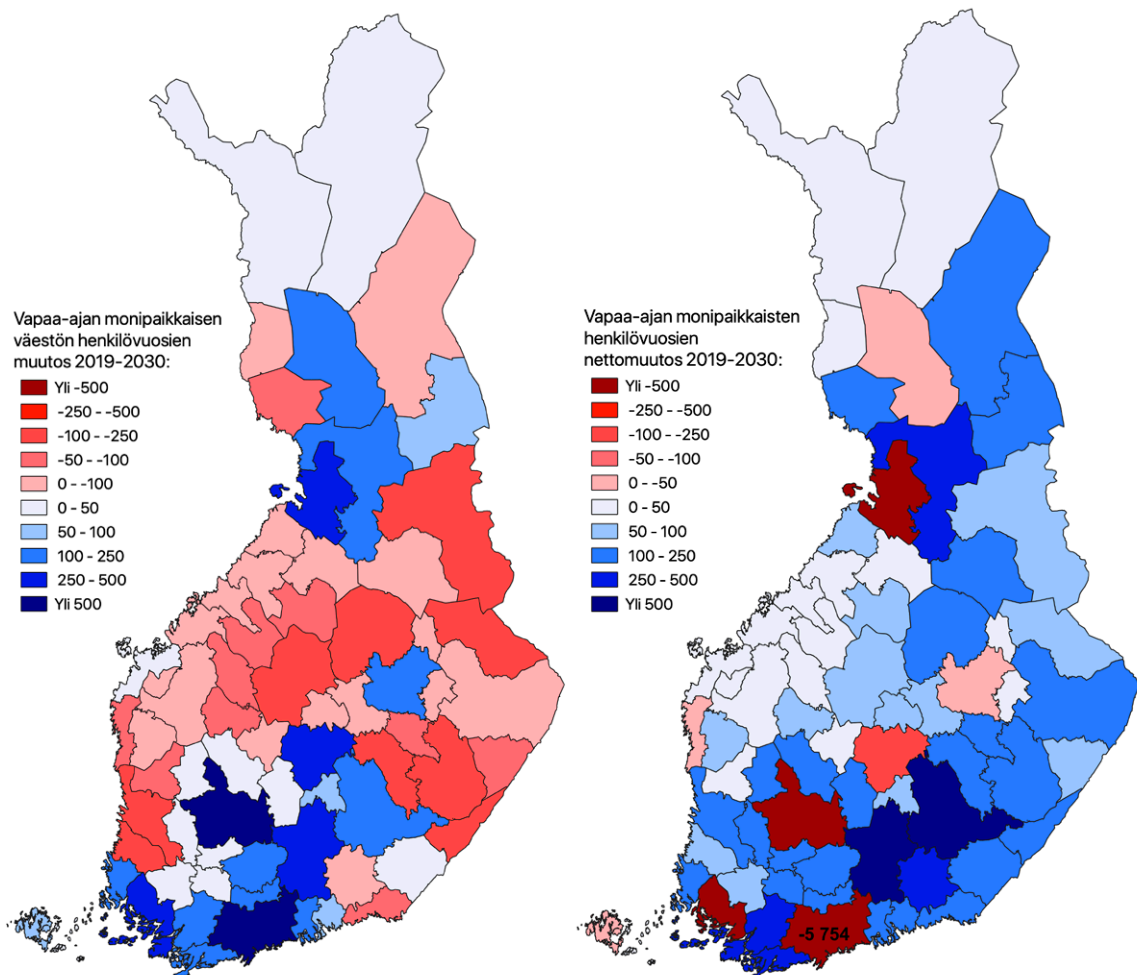 Vapaa-ajan monipaikkaisen
väestön henkilövuosien
muutos 2019-2030:
Yli -500
-250 - -500
-100 - -250
-50 - -100
0 - -100
0 - 50
50 - 100
100 - 250
250 - 500
Yli 500
Vapaa-ajan monipaikkaisten
henkilövuosien
nettomuutos 2019-2030:
Yli -500
-250 - -500
-100 - -250
-50 - -100
0 - -50
0 - 50
50 - 100
100 - 250
250 - 500
Yli 500
-5 754